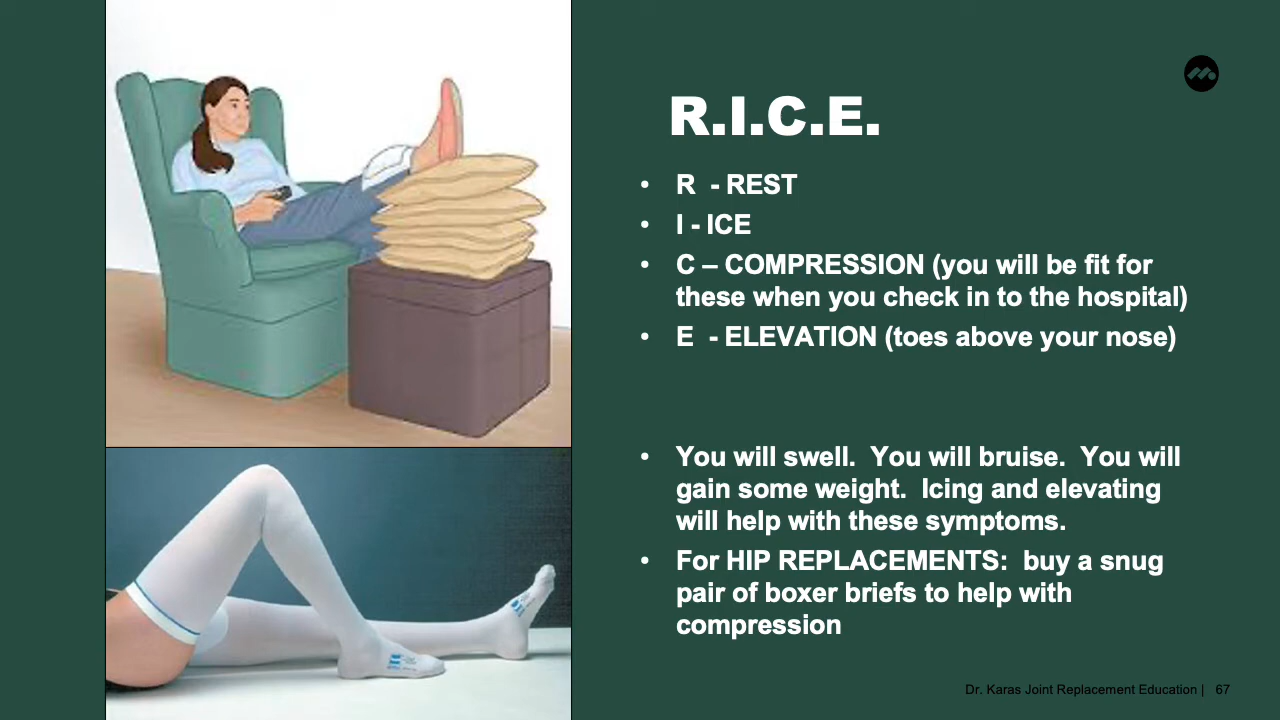 R.I.C.E.
• R - REST
• I - ICE
• C – COMPRESSION (you will be fit for
these when you check in to the hospital)
• E - ELEVATION (toes above your nose)
• You will swell. You will bruise. You will
gain some weight. Icing and elevating
will help with these symptoms.
• For HIP REPLACEMENTS: buy a snug
pair of boxer briefs to help with
compression
Dr. Karas Joint Replacement Education | 67